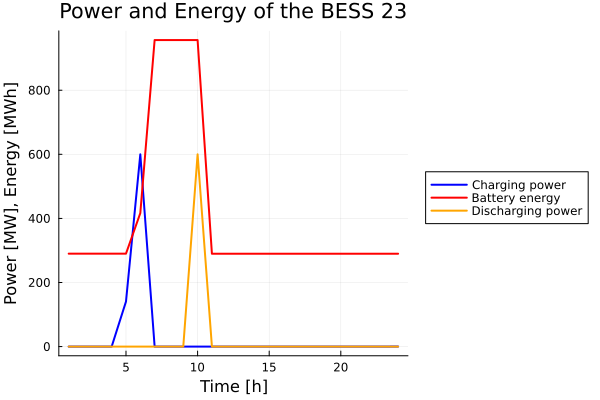 Power and Energy of the BESS 23
Power [MW], Energy [MWh]
800
600
400
200
0
5
10
15
20
Time [h]
Charging power
Battery energy
Discharging power